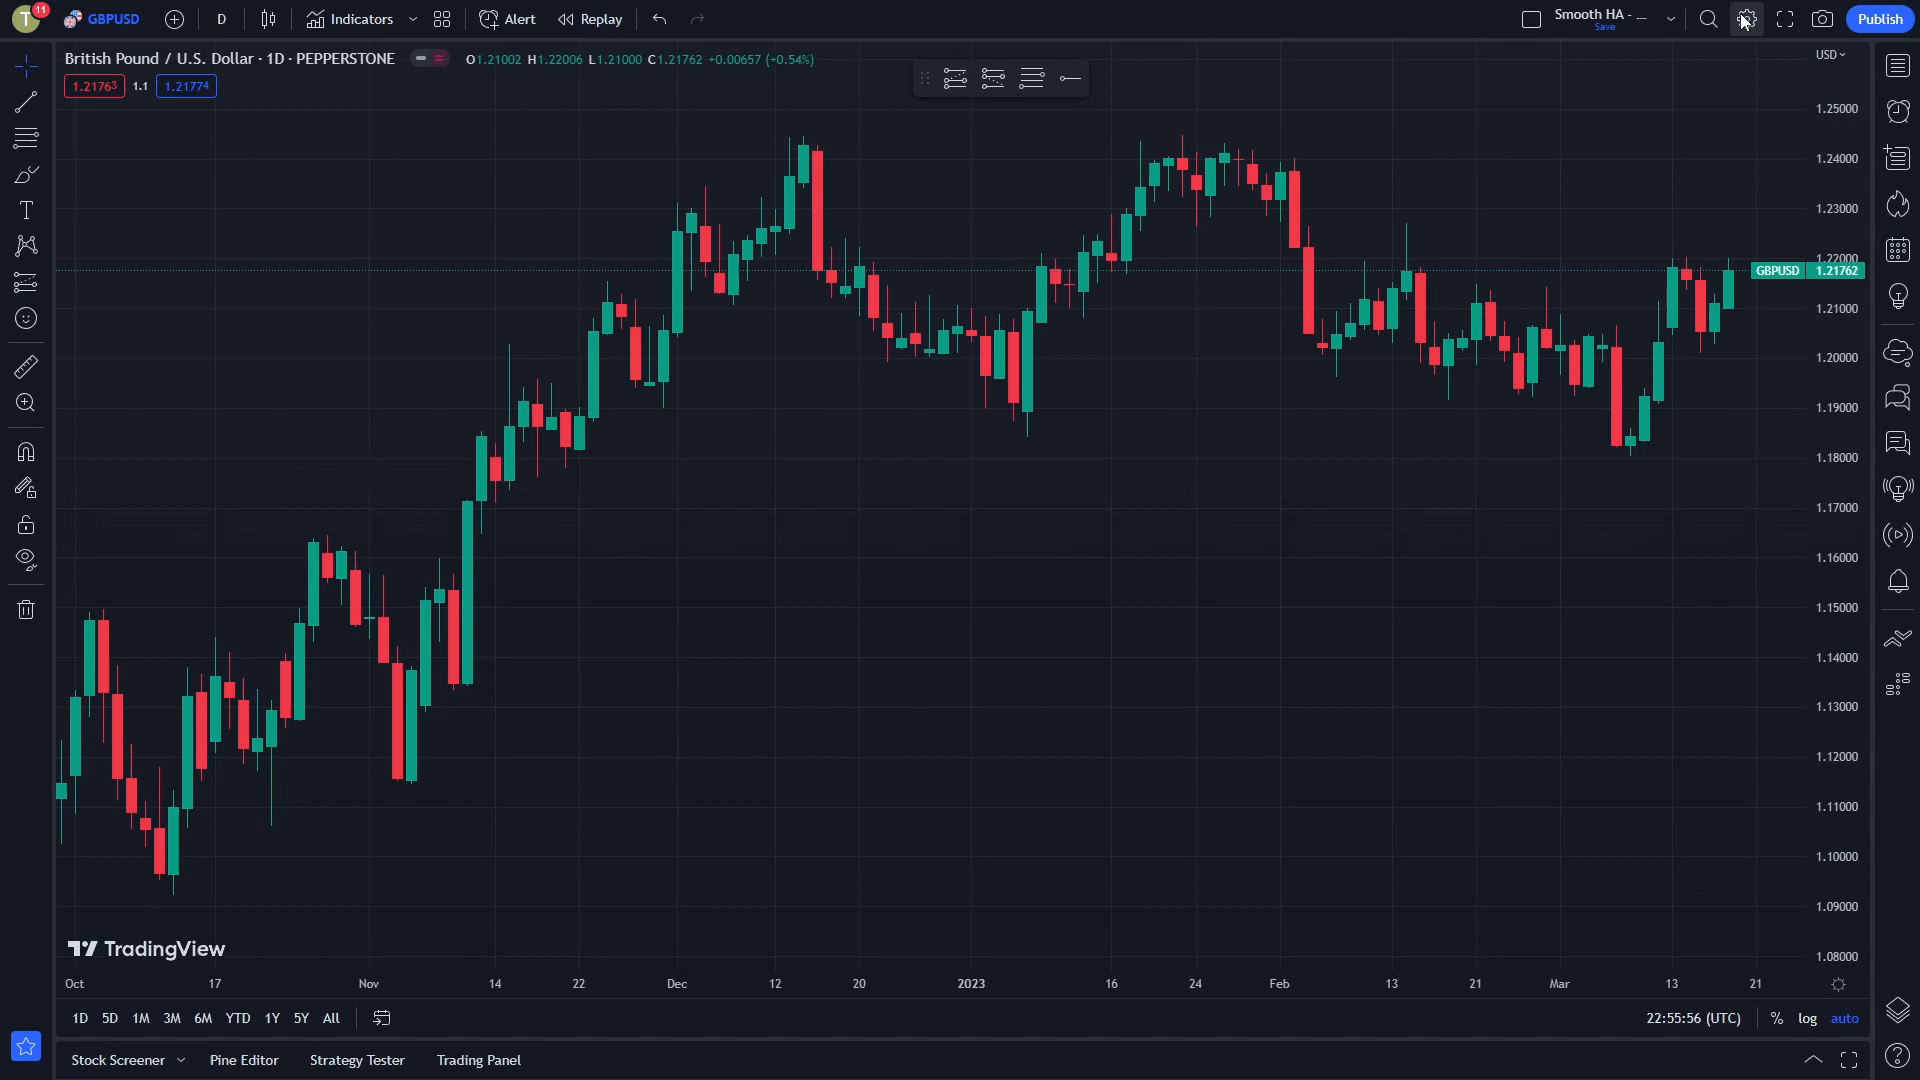 T 11 GBPUSD D Indicators Alert Replay Smooth HA - ... Save Publish
British Pound / U.S. Dollar · 1D · PEPPERSTONE O1.21002 H1.22006 L1.21000 C1.21762 +0.00657 (+0.54%) USD
1.21763 1.1 1.21774
1.25000
1.24000
1.23000
1.22000
GBPUSD 1.21762
1.21000
1.20000
1.19000
1.18000
1.17000
1.16000
1.15000
1.14000
1.13000
1.12000
1.11000
1.10000
1.09000
TradingView
1.08000
Oct 17 Nov 14 22 Dec 12 20 2023 16 24 Feb 13 21 Mar 13 21
1D 5D 1M 3M 6M YTD 1Y 5Y All 22:55:56 (UTC) % log auto
Stock Screener Pine Editor Strategy Tester Trading Panel